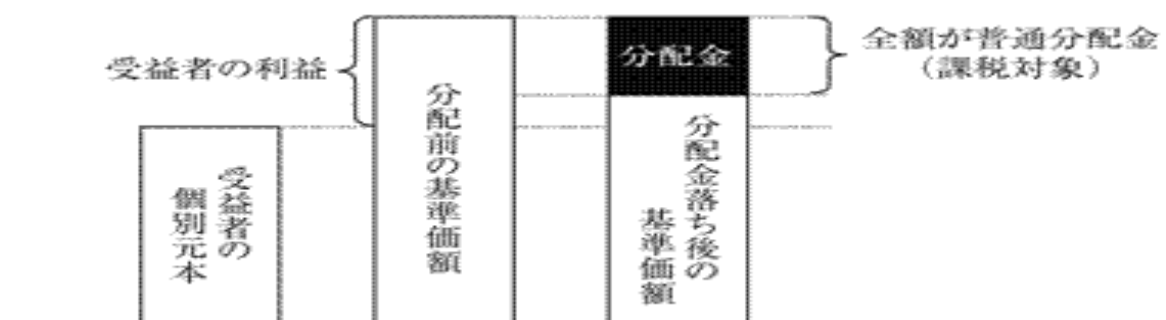 受益者の利益
受益者の
個別元本
分配前の基準価額
分配金
分配金落ち後の
基準価額
全額が普通分配金
（課税対象）